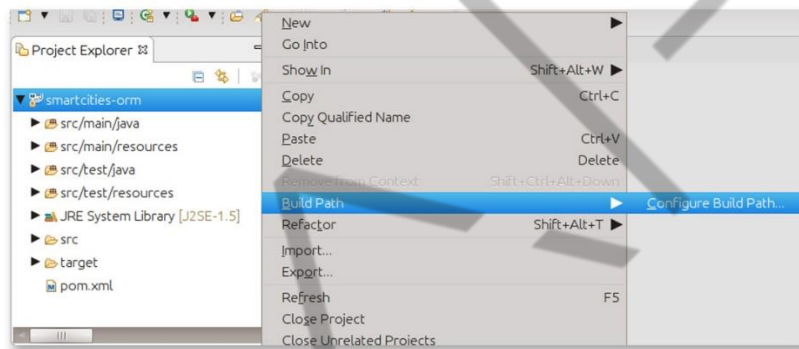 Project Explorer
smartcities-orm
src/main/java
src/main/resources
src/test/java
src/test/resources
JRE System Library [J2SE-1.5]
src
target
pom.xml
New
Go Into
Show In Shift+Alt+W
Copy Ctrl+C
Copy Qualified Name
Paste Ctrl+V
Delete Delete
Remove from Context Shift+Ctrl+Alt+Down
Build Path Configure Build Path...
Refactor Shift+Alt+T
Import...
Export...
Refresh F5
Close Project
Close Unrelated Projects